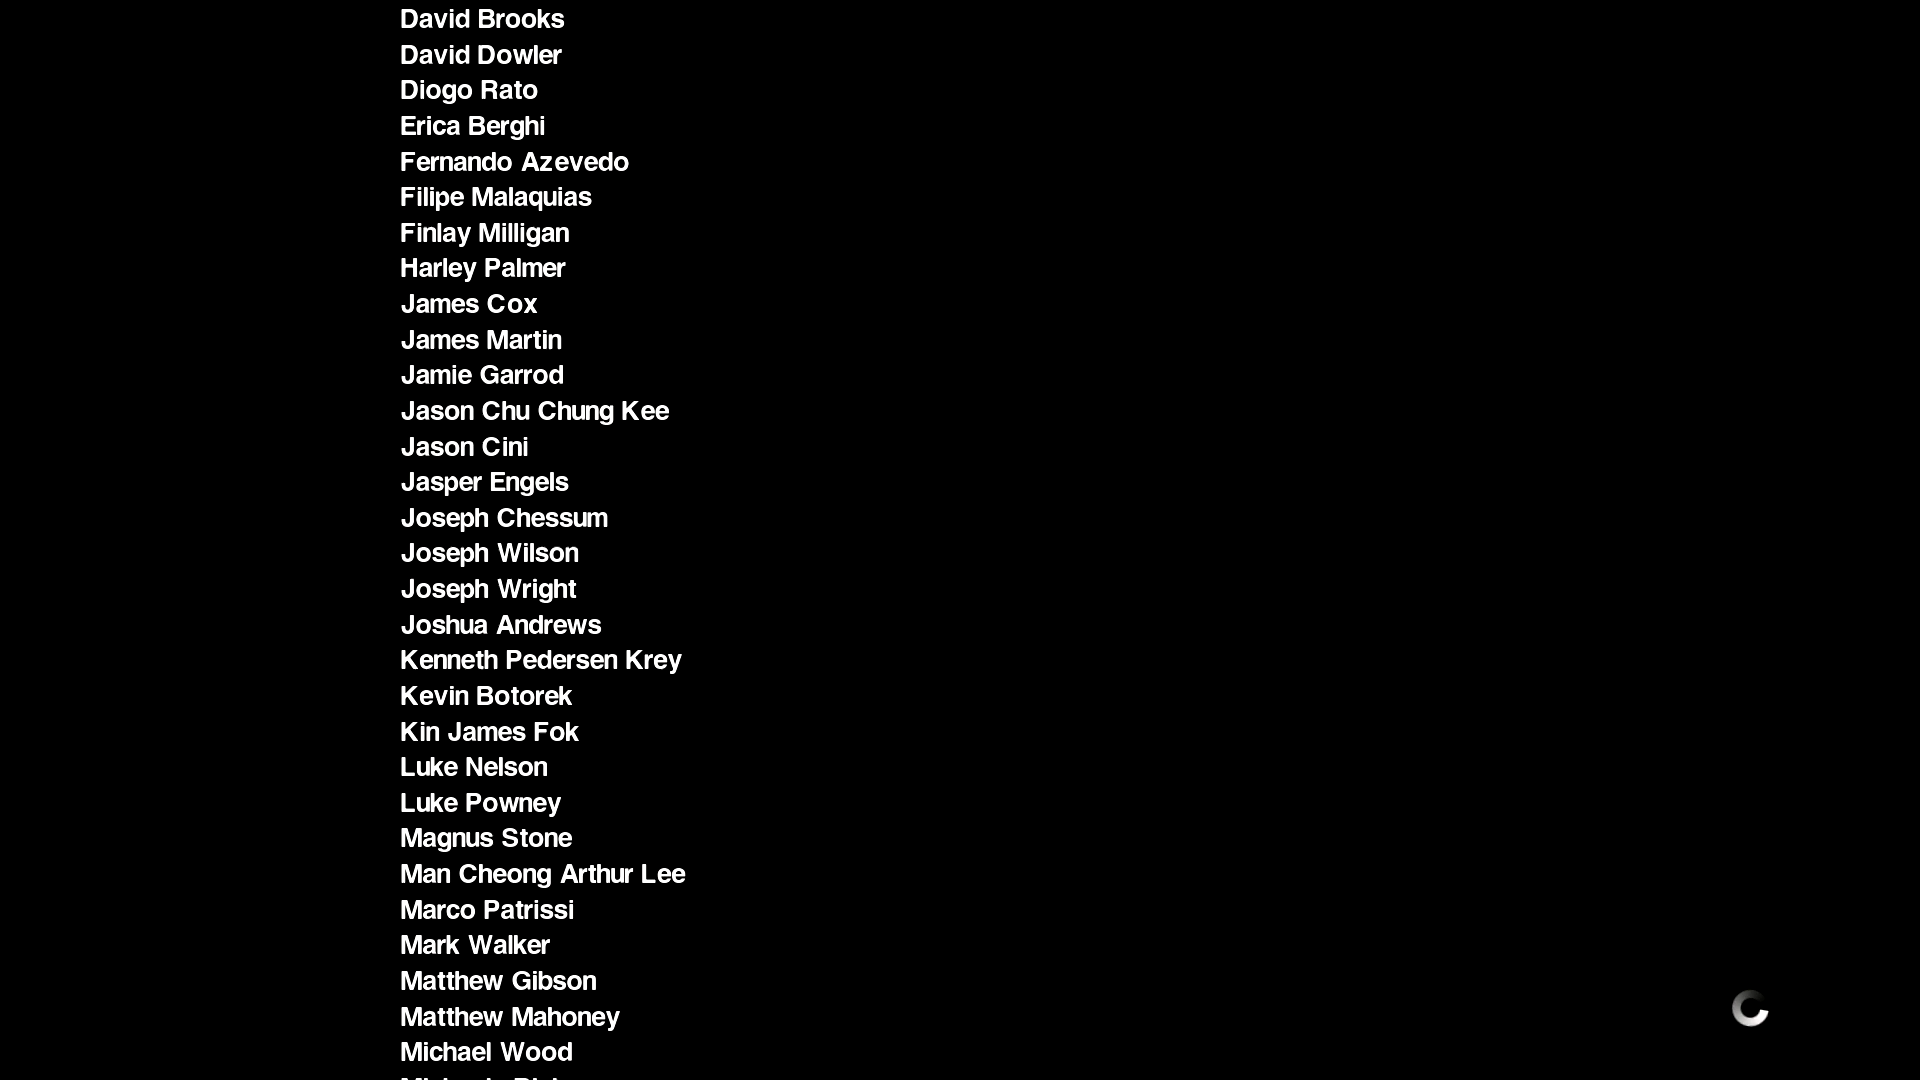 David Brooks
David Dowler
Diogo Rato
Erica Berghi
Fernando Azevedo
Filipe Malaquias
Finlay Milligan
Harley Palmer
James Cox
James Martin
Jamie Garrod
Jason Chu Chung Kee
Jason Cini
Jasper Engels
Joseph Chessum
Joseph Wilson
Joseph Wright
Joshua Andrews
Kenneth Pedersen Krey
Kevin Botorek
Kin James Fok
Luke Nelson
Luke Powney
Magnus Stone
Man Cheong Arthur Lee
Marco Patrissi
Mark Walker
Matthew Gibson
Matthew Mahoney
Michael Wood